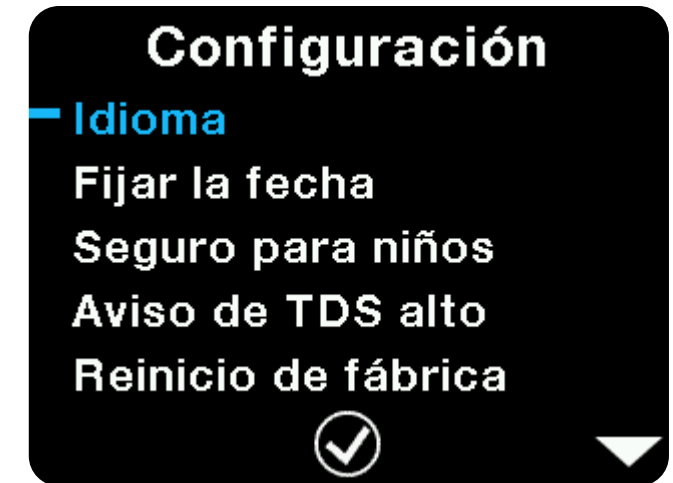 Configuración
Idioma
Fijar la fecha
Seguro para niños
Aviso de TDS alto
Reinicio de fábrica